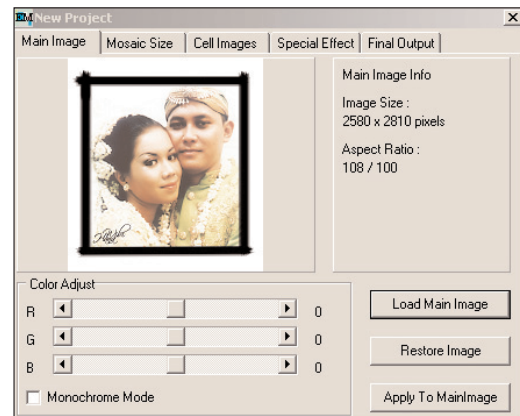 New Project
Main Image
Mosaic Size
Cell Images
Special Effect
Final Output
Main Image Info
Image Size :
2580 x 2810 pixels
Aspect Ratio :
108 / 100
Color Adjust
R 0
G 0
B 0
Monochrome Mode
Load Main Image
Restore Image
Apply To MainImage